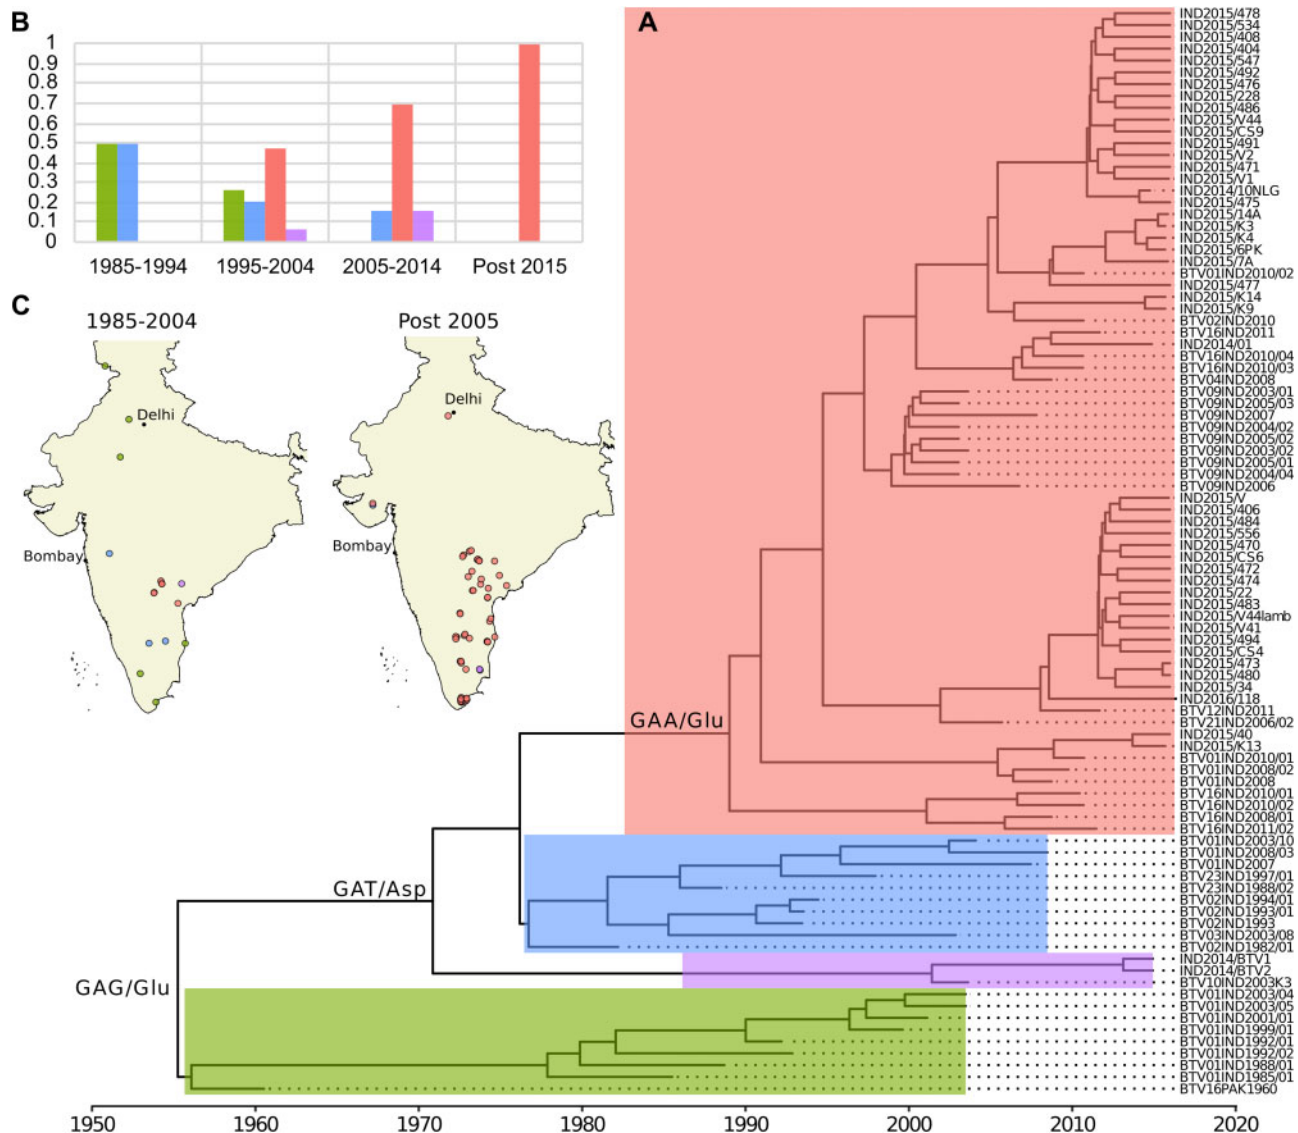 B
1
0.9
0.8
0.7
0.6
0.5
0.4
0.3
0.2
0.1
0
1985-1994
1995-2004
2005-2014
Post 2015
C
1985-2004
Delhi
Bombay
Post 2005
Delhi
Bombay
A
GAA/Glu
GAT/Asp
GAG/Glu
IND2015/478
IND2015/534
IND2015/408
IND2015/404
IND2015/547
IND2015/492
IND2015/476
IND2015/228
IND2015/486
IND2015/V44
IND2015/CS9
IND2015/491
IND2015/V2
IND2015/471
IND2015/V1
IND2014/10NLG
IND2015/475
IND2015/14A
IND2015/K3
IND2015/K4
IND2015/6PK
IND2015/7A
BTV01IND2010/02
IND2015/477
IND2015/K14
IND2015/K9
BTV02IND2010
BTV16IND2011
IND2014/01
BTV16IND2010/04
BTV16IND2010/03
BTV04IND2008
BTV09IND2003/01
BTV09IND2005/03
BTV09IND2007
BTV09IND2004/02
BTV09IND2005/02
BTV09IND2003/02
BTV09IND2005/01
BTV09IND2004/04
BTV09IND2006
IND2015/V
IND2015/406
IND2015/484
IND2015/556
IND2015/470
IND2015/CS6
IND2015/472
IND2015/474
IND2015/22
IND2015/483
IND2015/V44lamb
IND2015/V41
IND2015/494
IND2015/CS4
IND2015/473
IND2015/480
IND2015/34
IND2016/118
BTV12IND2011
BTV21IND2006/02
IND2015/40
IND2015/K13
BTV01IND2010/01
BTV01IND2008/02
BTV01IND2008
BTV16IND2010/01
BTV16IND2010/02
BTV16IND2008/01
BTV16IND2011/02
BTV01IND2003/10
BTV01IND2008/03
BTV01IND2007
BTV23IND1997/01
BTV23IND1988/02
BTV02IND1994/01
BTV02IND1993/01
BTV02IND1993
BTV03IND2003/08
BTV02IND1982/01
IND2014/BTV1
IND2014/BTV2
BTV10IND2003K3
BTV01IND2003/04
BTV01IND2003/05
BTV01IND2001/01
BTV01IND1999/01
BTV01IND1992/01
BTV01IND1992/02
BTV01IND1988/01
BTV01IND1985/01
BTV16PAK1960
1950
1960
1970
1980
1990
2000
2010
2020